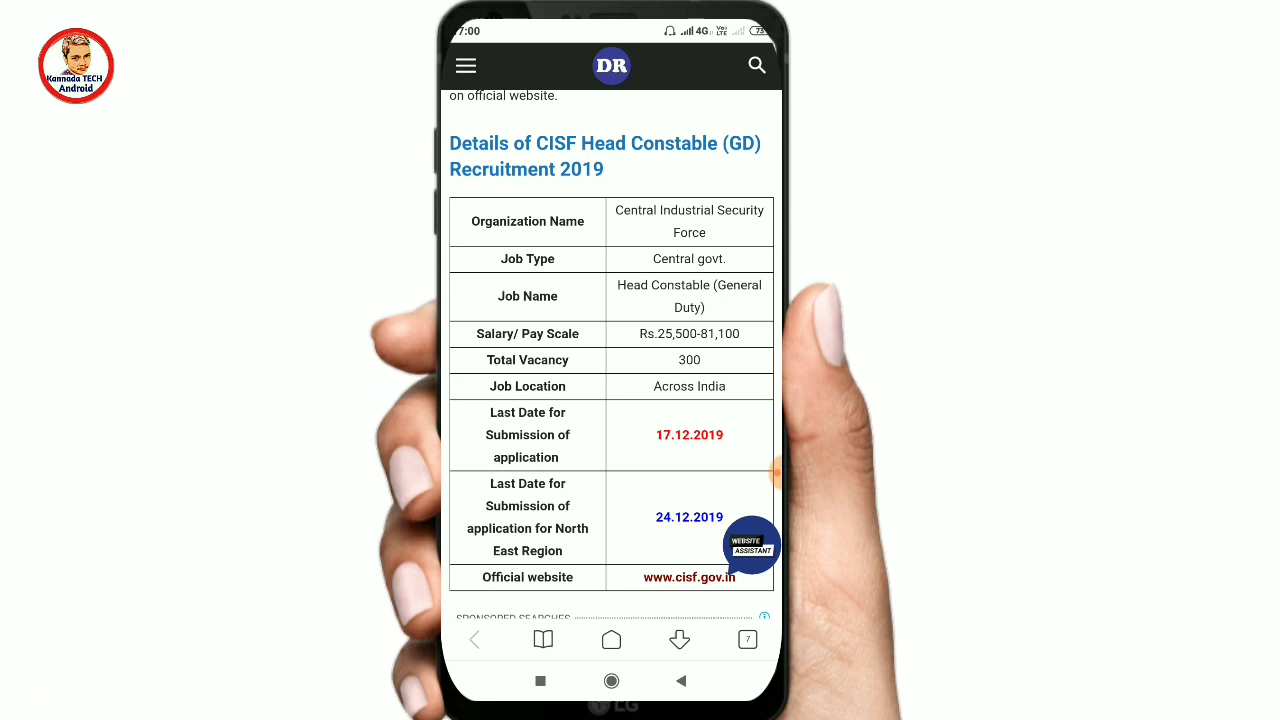 Kannada TECH
Android
7:00
4G
Vo)
LTE
73
DR
on official website.
Details of CISF Head Constable (GD)
Recruitment 2019
Organization Name
Central Industrial Security
Force
Job Type
Central govt.
Job Name
Head Constable (General
Duty)
Salary/ Pay Scale
Rs.25,500-81,100
Total Vacancy
300
Job Location
Across India
Last Date for
Submission of
application
17.12.2019
Last Date for
Submission of
application for North
East Region
24.12.2019
WEBSITE
ASSISTANT
Official website
www.cisf.gov.in
SPONSORED SEARCHES
7
LG